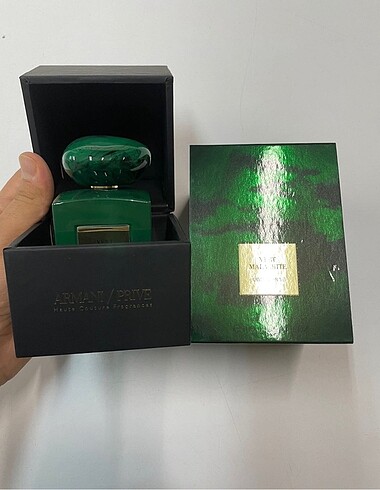 ARMANI/PRIVÉ
Haute Couture Fragrances
VERT
MALACHITE